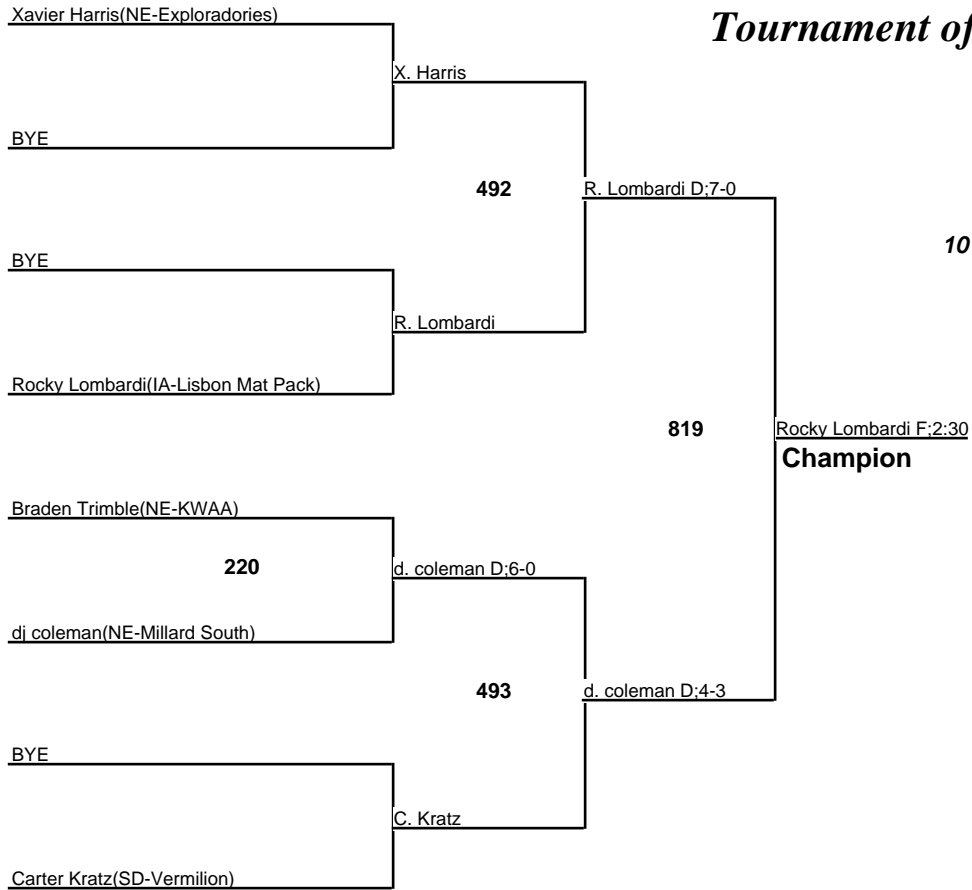 Xavier Harris(NE-Exploradories)
Tournament of
X. Harris
BYE
492
R. Lombardi D;7-0
10
BYE
R. Lombardi
Rocky Lombardi(IA-Lisbon Mat Pack)
819
Rocky Lombardi F;2:30
Champion
Braden Trimble(NE-KWAA)
220
d. coleman D;6-0
dj coleman(NE-Millard South)
493
d. coleman D;4-3
BYE
C. Kratz
Carter Kratz(SD-Vermilion)